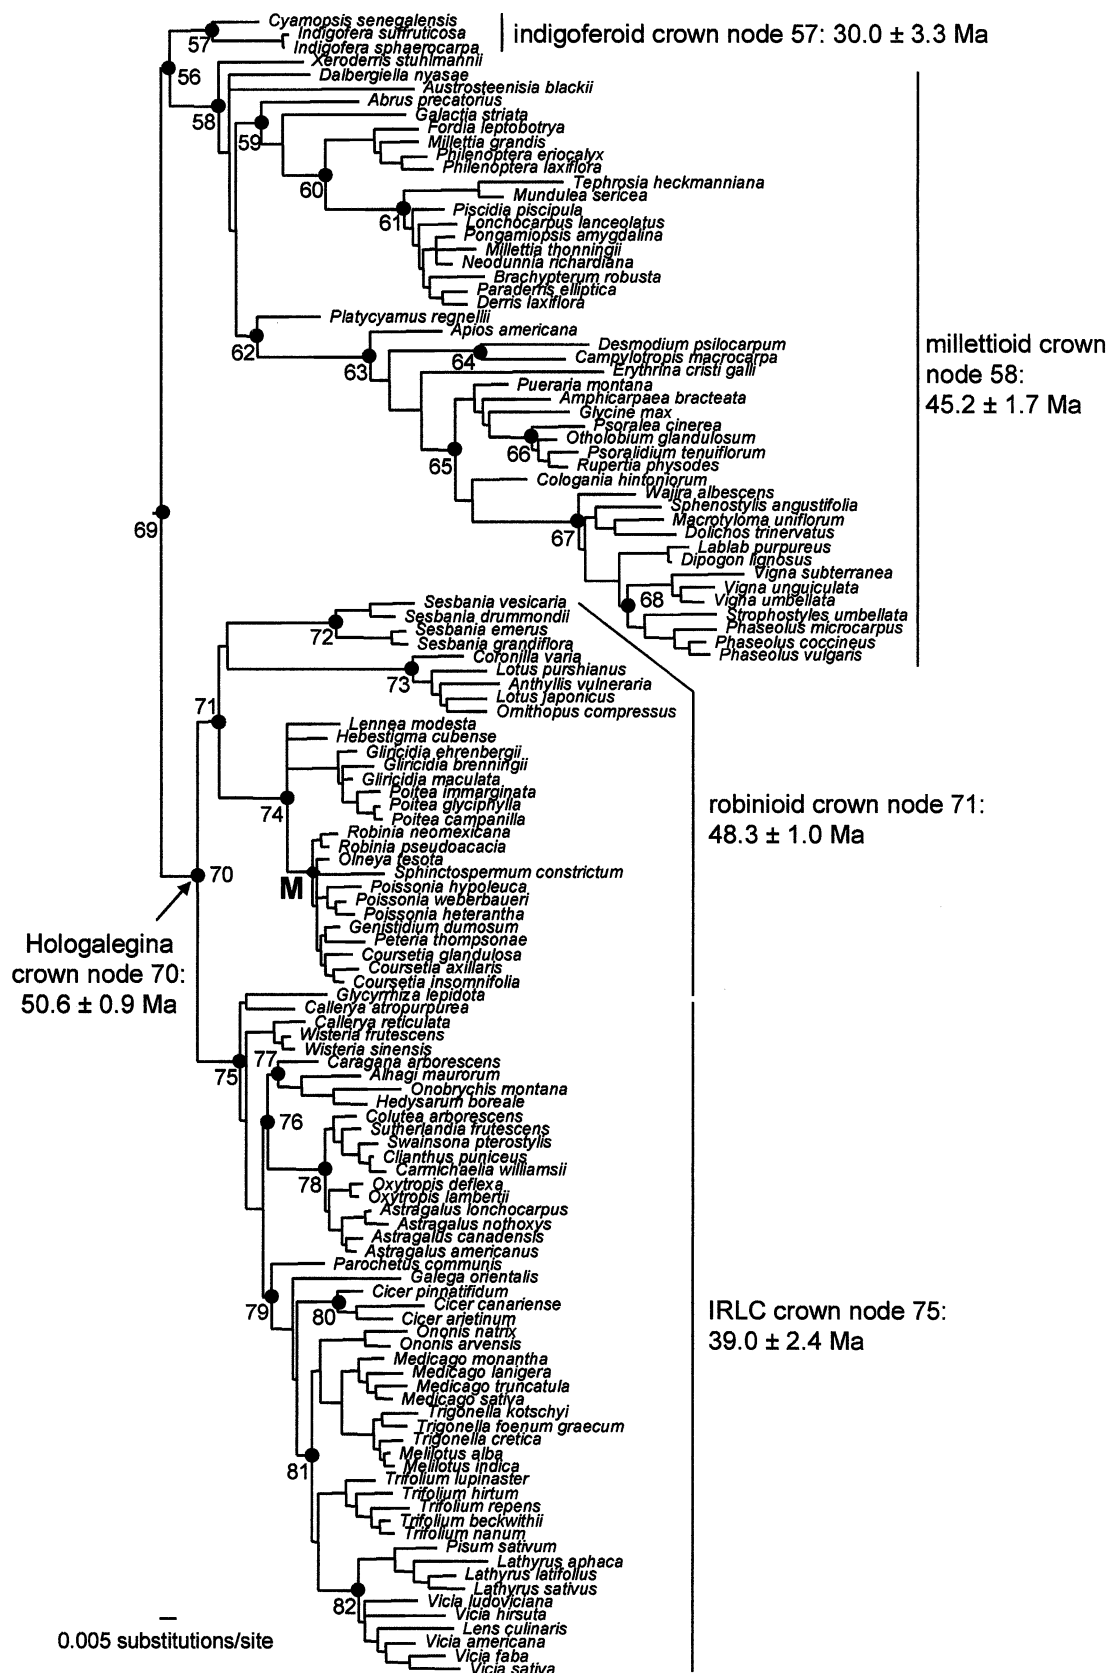 Cyamopsis senegalensis
Indigofera suffruticosa
57
Indigofera sphaerocarpa
indigoferoid crown node 57: 30.0 ± 3.3 Ma
Xeroderris stuhlmannii
56
Dalbergiella nyasae
Austrosteenisia blackii
Abrus precatorius
58
Galactia striata
Fordia leptobotrya
59
Millettia grandis
Philenoptera eriocalyx
Philenoptera laxiflora
Tephrosia heckmanniana
60
Mundulea sericea
Piscidia piscipula
61
Lonchocarpus lanceolatus
Pongamiopsis amygdalina
Millettia thonningii
Neodunnia richardiana
Brachypterum robusta
Paraderris elliptica
Derris laxiflora
Platycyamus regnellii
Apios americana
62
Desmodium psilocarpum
64
Campylotropis macrocarpa
63
Erythrina cristi galli
millettioid crown
node 58:
45.2 ± 1.7 Ma
Pueraria montana
Amphicarpaea bracteata
Glycine max
Psoralea cinerea
Otholobium glandulosum
66
Psoralidium tenuiflorum
65
Rupertia physodes
Cologania hintoniorum
Wajira albescens
Sphenostylis angustifolia
Macrotyloma uniflorum
69
67
Dolichos trinervatus
Lablab purpureus
Dipogon lignosus
Vigna subterranea
Vigna unguiculata
68
Vigna umbellata
Strophostyles umbellata
Phaseolus microcarpus
Phaseolus coccineus
Phaseolus vulgaris
Sesbania vesicaria
Sesbania drummondii
72
Sesbania emerus
Sesbania grandiflora
Coronilla varia
Lotus purshianus
73
Anthyllis vulneraria
Lotus japonicus
71
Ornithopus compressus
Lennea modesta
Hebestigma cubense
Gliricidia ehrenbergii
Gliricidia brenningii
Gliricidia maculata
Poitea immarginata
Poitea glyciphylla
74
Poitea campanilla
robinioid crown node 71:
48.3 ± 1.0 Ma
Robinia neomexicana
Robinia pseudoacacia
Olneya tesota
Sphinctospermum constrictum
70
M
Poissonia hypoleuca
Poissonia weberbaueri
Poissonia heterantha
Genistidium dumosum
Peteria thompsonae
Coursetia glandulosa
Coursetia axillaris
Coursetia insomnifolia
Hologalegina
crown node 70:
50.6 ± 0.9 Ma
Glycyrrhiza lepidota
Callerya atropurpurea
Callerya reticulata
Wisteria frutescens
Wisteria sinensis
77
Caragana arborescens
75
Alhagi maurorum
Onobrychis montana
Hedysarum boreale
Colutea arborescens
76
Sutherlandia frutescens
Swainsona pterostylis
Clianthus puniceus
Carmichaelia williamsii
78
Oxytropis deflexa
Oxytropis lambertii
Astragalus lonchocarpus
Astragalus nothoxys
Astragalus canadensis
Astragalus americanus
Parochetus communis
Galega orientalis
Cicer pinnatifidum
79
Cicer canariense
80
Cicer arietinum
IRLC crown node 75:
39.0 ± 2.4 Ma
Ononis natrix
Ononis arvensis
Medicago monantha
Medicago lanigera
Medicago truncatula
Medicago sativa
Trigonella kotschyi
Trigonella foenum graecum
Trigonella cretica
Melilotus alba
Melilotus indica
81
Trifolium lupinaster
Trifolium hirtum
Trifolium repens
Trifolium beckwithii
Trifolium nanum
Pisum sativum
Lathyrus aphaca
Lathyrus latifolius
Lathyrus sativus
82
Vicia ludoviciana
Vicia hirsuta
Lens culinaris
0.005 substitutions/site
Vicia americana
Vicia faba
Vicia sativa